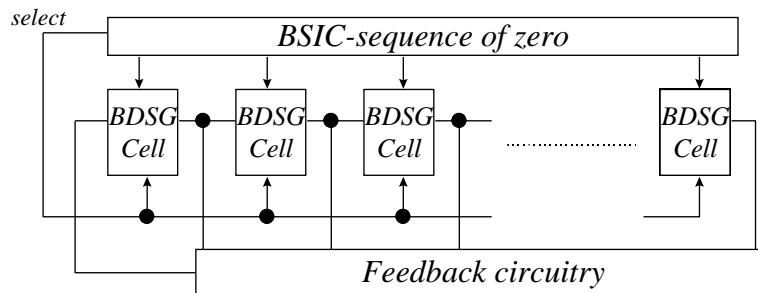 select
BSIC-sequence of zero
BDSG
Cell
BDSG
Cell
BDSG
Cell
BDSG
Cell
Feedback circuitry